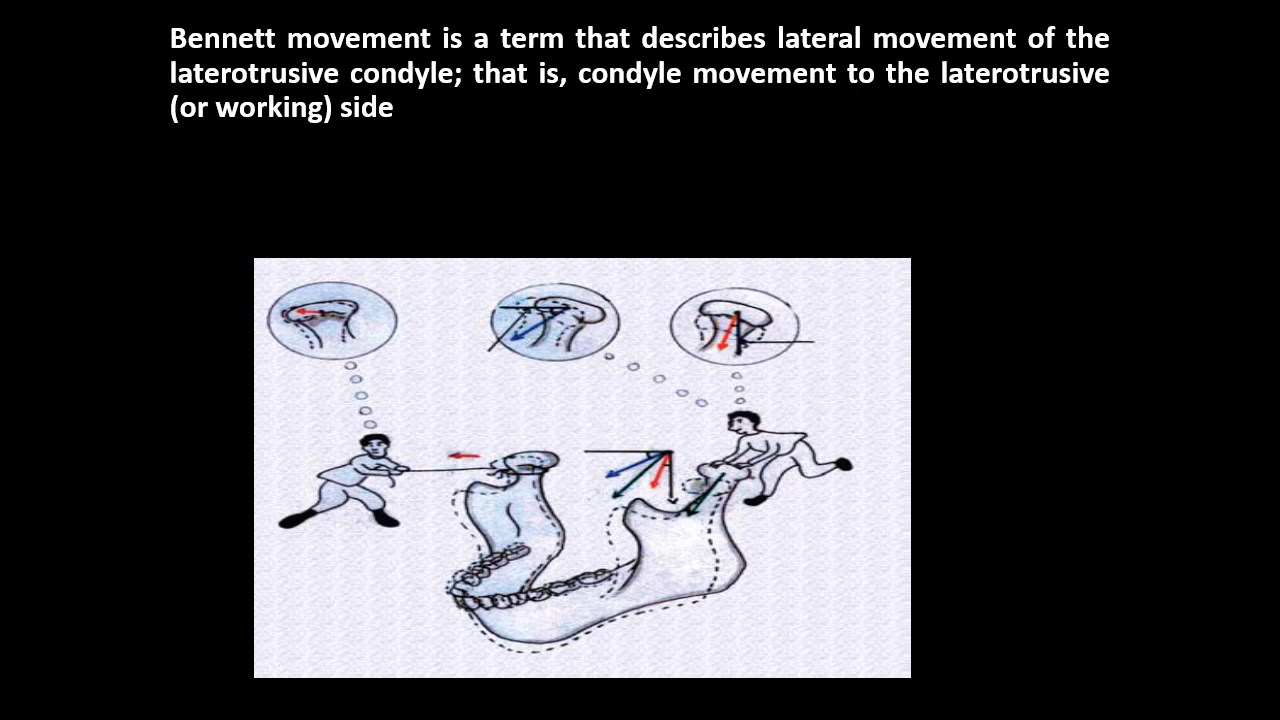 Bennett movement is a term that describes lateral movement of the
laterotrusive condyle; that is, condyle movement to the laterotrusive
(or working) side